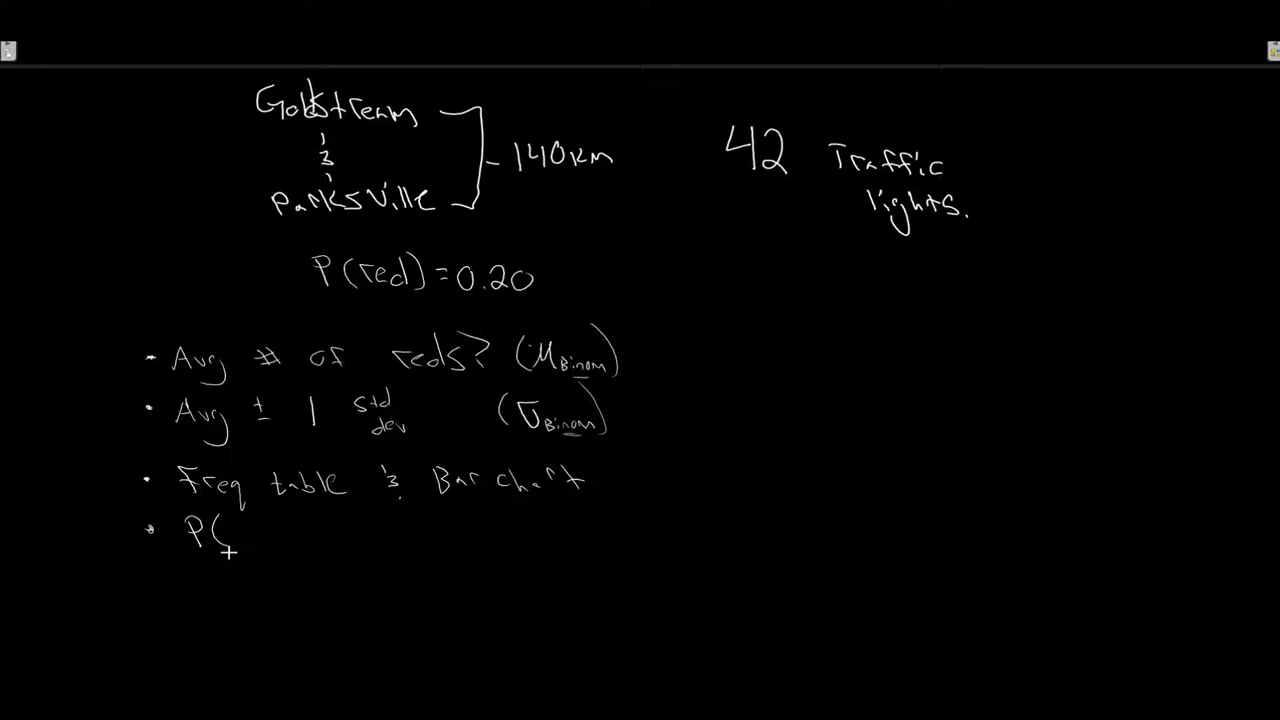 Goldstream
&
Parksville
140km
42 Traffic
lights.
P(red) = 0.20
• Avg # of reds? (μBinom)
• Avg ± 1 std dev (σBinom)
• Freq table & Bar chart
• P(